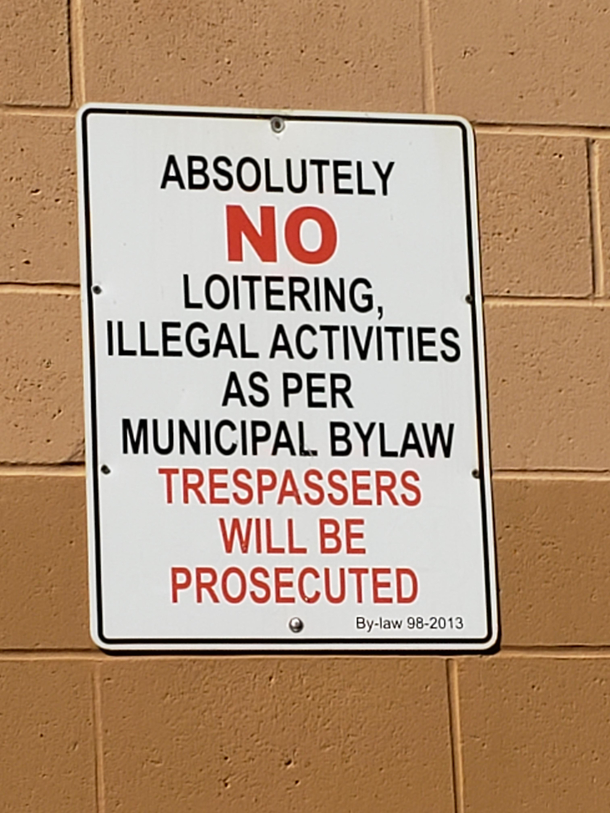 ABSOLUTELY
NO
LOITERING,
ILLEGAL ACTIVITIES
AS PER
MUNICIPAL BYLAW
TRESPASSERS
WILL BE
PROSECUTED
By-law 98-2013